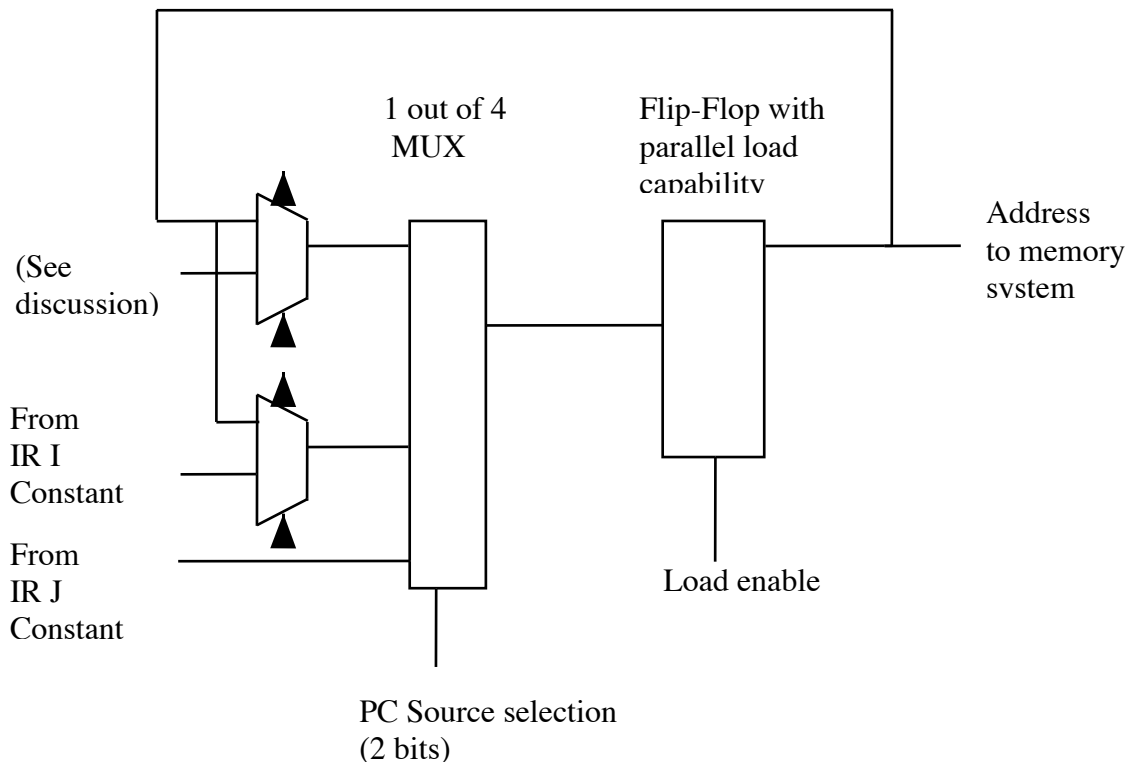 1 out of 4
MUX
Flip-Flop with
parallel load
capability
Address
to memory
system
(See
discussion)
From
IR I
Constant
From
IR J
Constant
Load enable
PC Source selection
(2 bits)